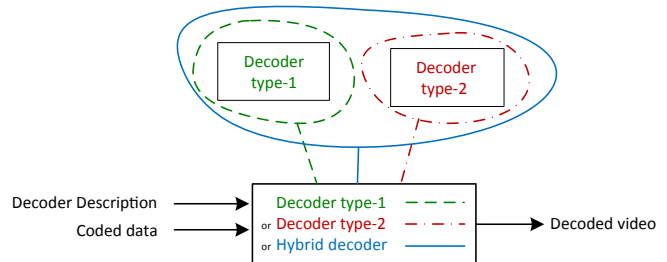 Decoder
type-1
Decoder
type-2
Decoder Description
Coded data
Decoder type-1
or Decoder type-2
or Hybrid decoder
Decoded video